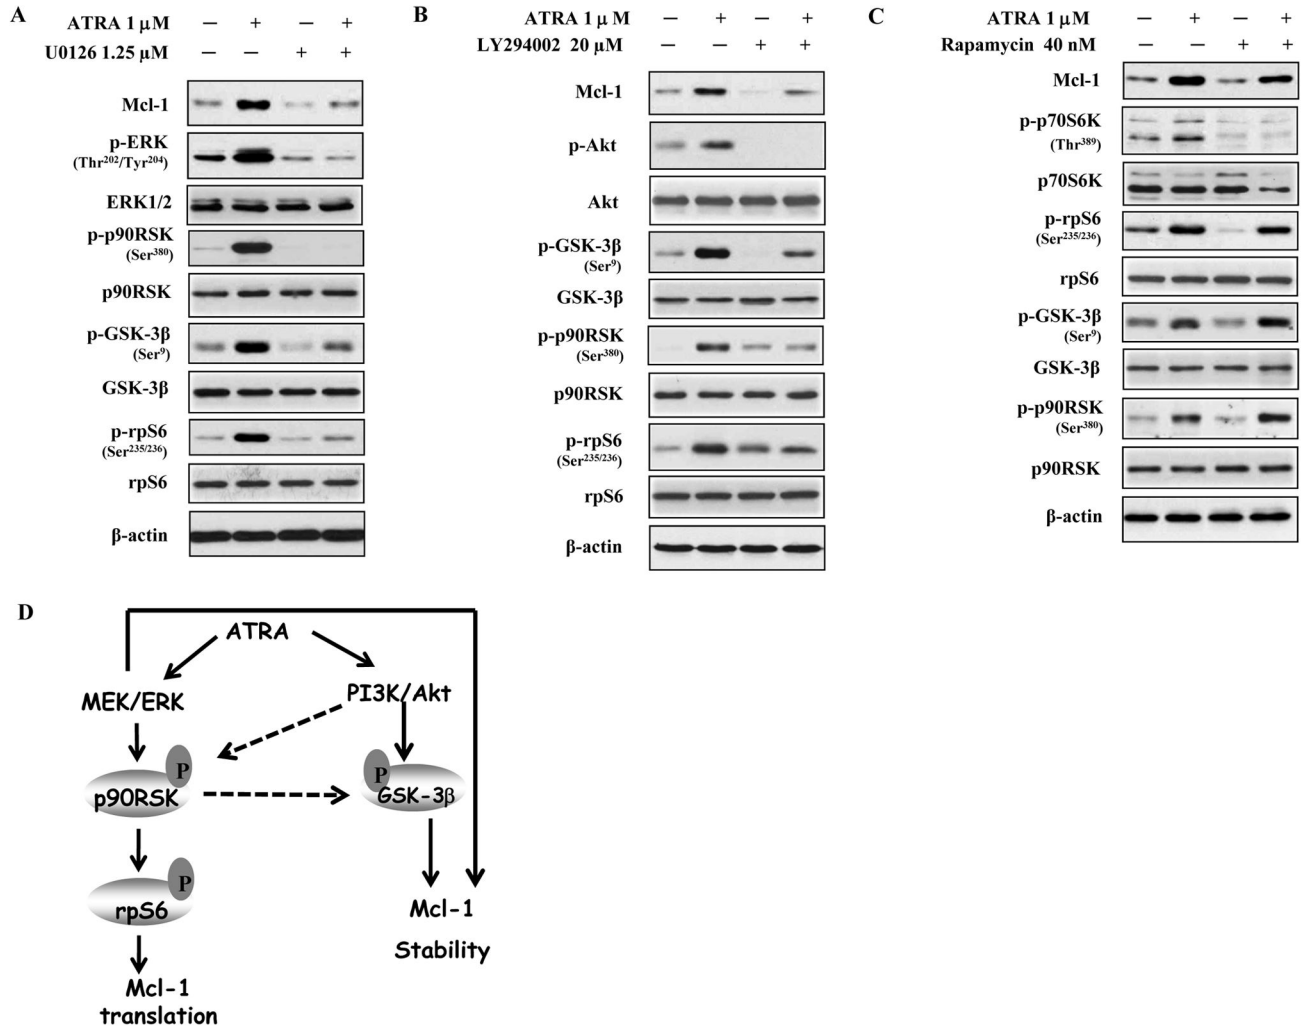 A
ATRA 1 μM − + − +
U0126 1.25 μM − − + +
Mcl-1
p-ERK
(Thr202/Tyr204)
ERK1/2
p-p90RSK
(Ser380)
p90RSK
p-GSK-3β
(Ser9)
GSK-3β
p-rpS6
(Ser235/236)
rpS6
β-actin
B
ATRA 1 μM − + − +
LY294002 20 μM − − + +
Mcl-1
p-Akt
Akt
p-GSK-3β
(Ser9)
GSK-3β
p-p90RSK
(Ser380)
p90RSK
p-rpS6
(Ser235/236)
rpS6
β-actin
C
ATRA 1 μM − + − +
Rapamycin 40 nM − − + +
Mcl-1
p-p70S6K
(Thr389)
p70S6K
p-rpS6
(Ser235/236)
rpS6
p-GSK-3β
(Ser9)
GSK-3β
p-p90RSK
(Ser380)
p90RSK
β-actin
D
ATRA
MEK/ERK
PI3K/Akt
P
p90RSK
P
GSK-3β
P
rpS6
Mcl-1
Stability
Mcl-1
translation